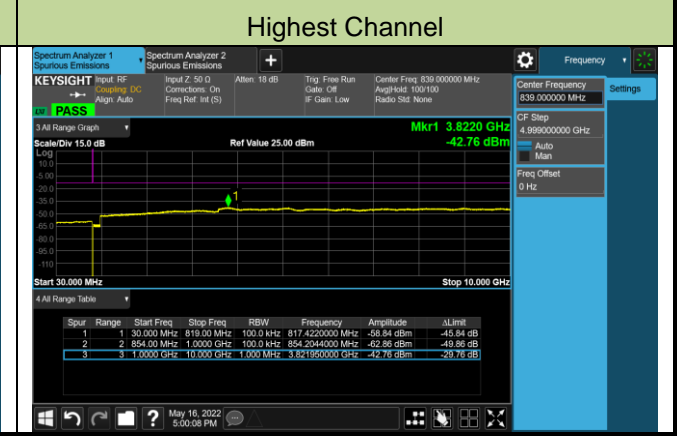 Highest Channel
Spectrum Analyzer 1
Spurious Emissions
Spectrum Analyzer 2
Spurious Emissions
+
Frequency
KEYSIGHT
Input: RF
Coupling: DC
Align: Auto
Input Z: 50 Ω
Corrections: On
Freq Ref: Int (S)
Atten: 18 dB
Trig: Free Run
Gate: Off
IF Gain: Low
Center Freq: 839.000000 MHz
Avg|Hold: 100/100
Radio Std: None
PASS
Center Frequency
839.000000 MHz
Settings
CF Step
4.999000000 GHz
Auto
Man
Freq Offset
0 Hz
3 All Range Graph
Mkr1 3.8220 GHz
Scale/Div 15.0 dB
Ref Value 25.00 dBm
-42.76 dBm
Log
10.0
-5.00
-20.0
-35.0
-50.0
-65.0
-80.0
-95.0
-110
1
Start 30.000 MHz
Stop 10.000 GHz
4 All Range Table
Spur Range Start Freq Stop Freq RBW Frequency Amplitude ΔLimit
1 1 30.000 MHz 819.00 MHz 100.0 kHz 817.4220000 MHz -58.84 dBm -45.84 dB
2 2 854.00 MHz 1.0000 GHz 100.0 kHz 854.2044000 MHz -62.86 dBm -49.86 dB
3 3 1.0000 GHz 10.000 GHz 1.000 MHz 3.821950000 GHz -42.76 dBm -29.76 dB
?
May 16, 2022
5:00:08 PM